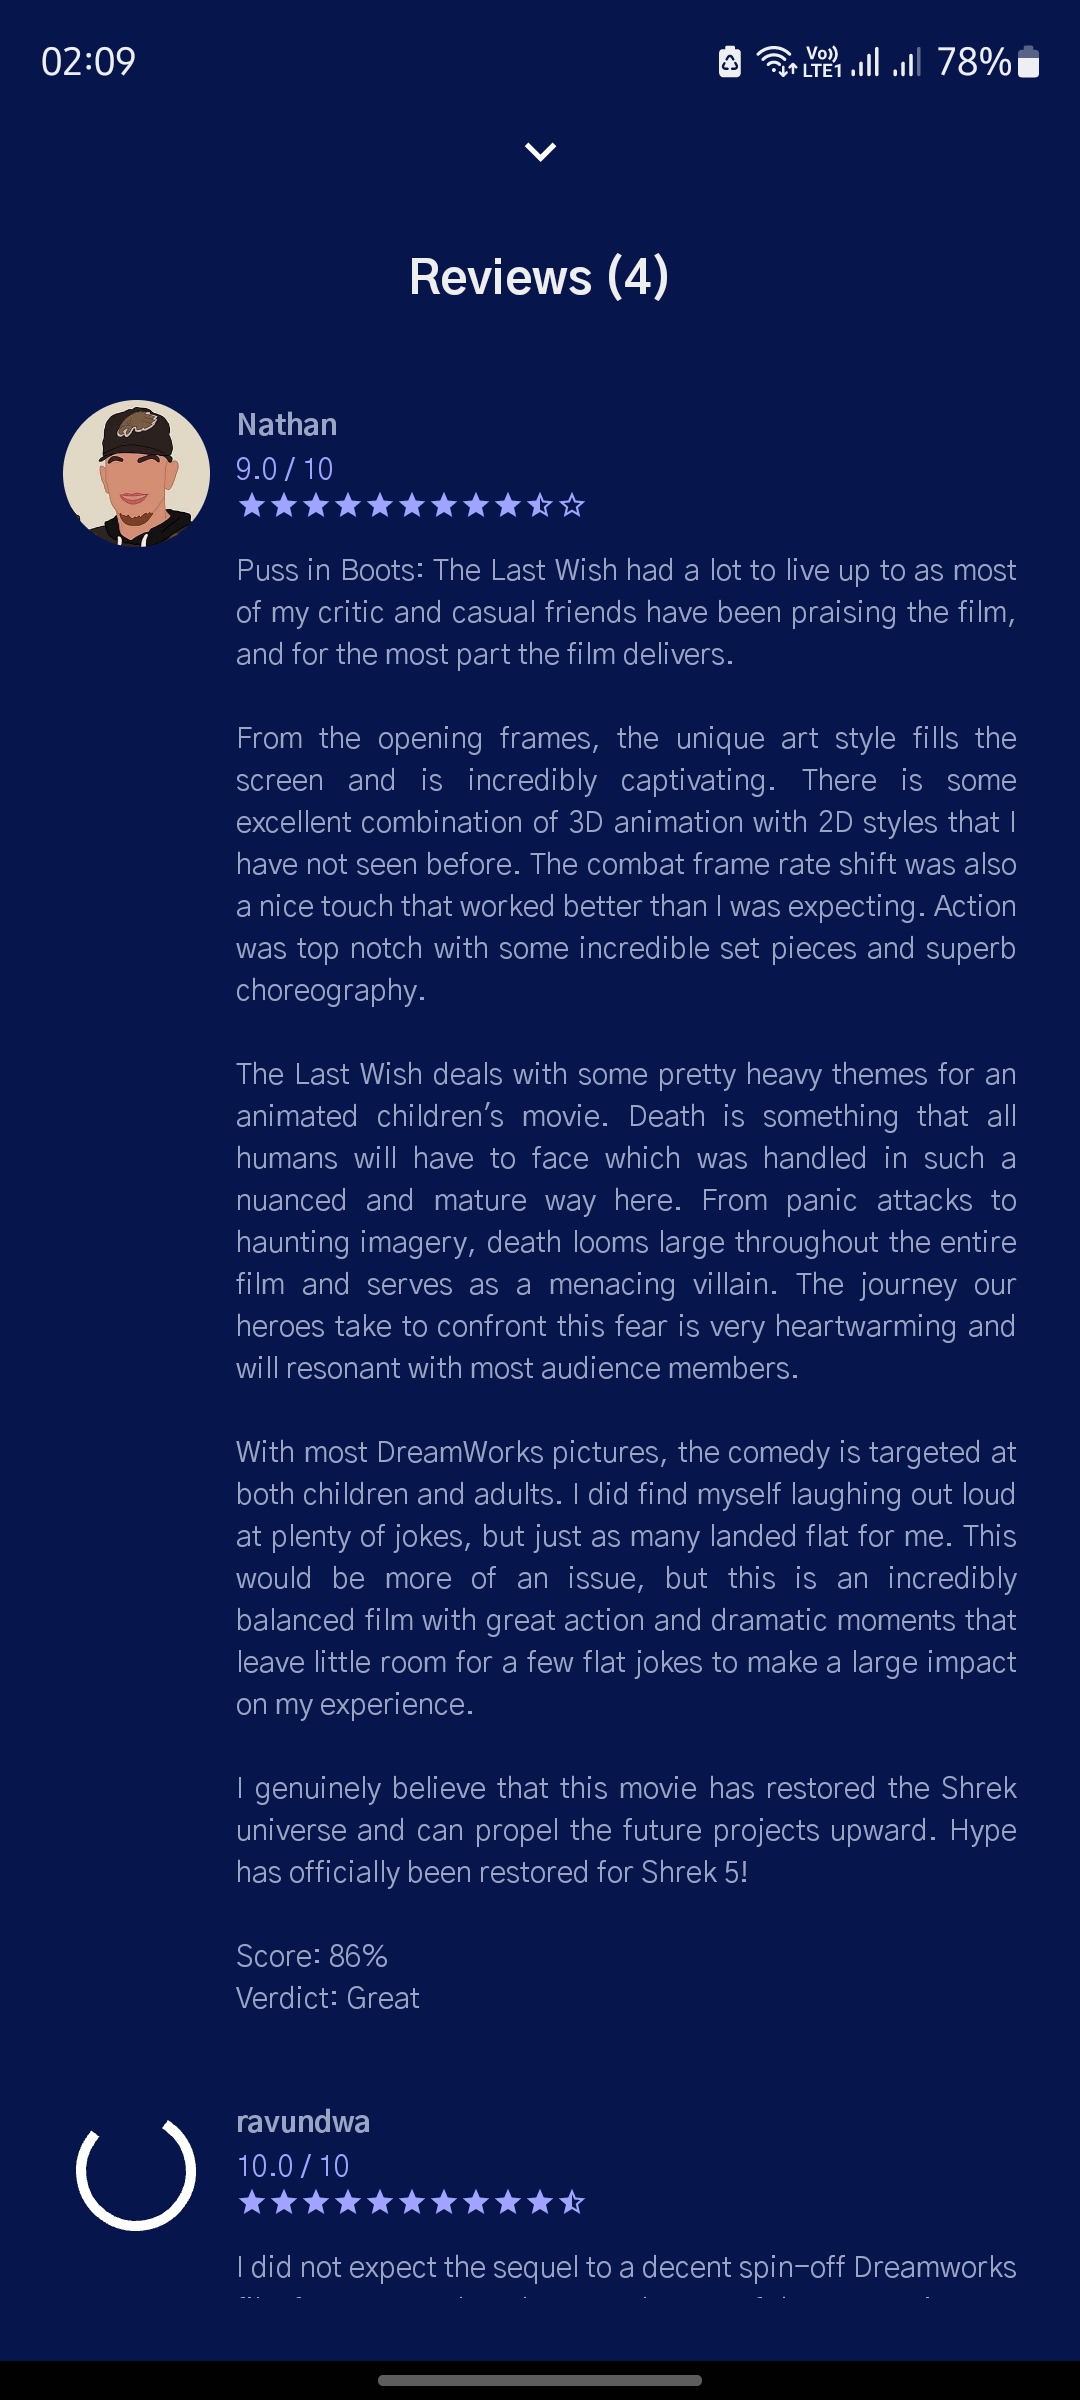 02:09
Vo))
LTE1
78%
Reviews (4)
Nathan
9.0 / 10
Puss in Boots: The Last Wish had a lot to live up to as most
of my critic and casual friends have been praising the film,
and for the most part the film delivers.
From the opening frames, the unique art style fills the
screen and is incredibly captivating. There is some
excellent combination of 3D animation with 2D styles that I
have not seen before. The combat frame rate shift was also
a nice touch that worked better than I was expecting. Action
was top notch with some incredible set pieces and superb
choreography.
The Last Wish deals with some pretty heavy themes for an
animated children's movie. Death is something that all
humans will have to face which was handled in such a
nuanced and mature way here. From panic attacks to
haunting imagery, death looms large throughout the entire
film and serves as a menacing villain. The journey our
heroes take to confront this fear is very heartwarming and
will resonant with most audience members.
With most DreamWorks pictures, the comedy is targeted at
both children and adults. I did find myself laughing out loud
at plenty of jokes, but just as many landed flat for me. This
would be more of an issue, but this is an incredibly
balanced film with great action and dramatic moments that
leave little room for a few flat jokes to make a large impact
on my experience.
I genuinely believe that this movie has restored the Shrek
universe and can propel the future projects upward. Hype
has officially been restored for Shrek 5!
Score: 86%
Verdict: Great
ravundwa
10.0 / 10
I did not expect the sequel to a decent spin-off Dreamworks